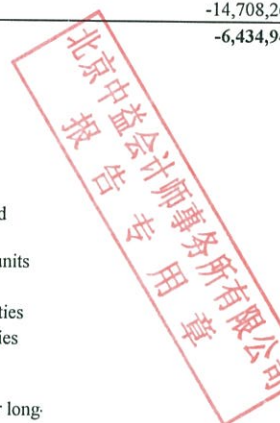 -14,708,2
-6,434,9
北京中益会计师事务所有限公司
报告专用章
d
units
ties
ies
r long-